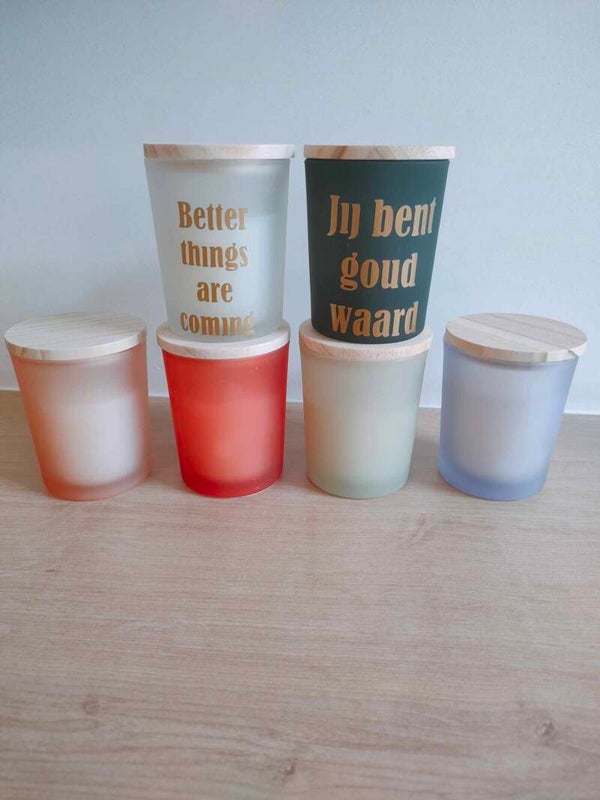 Better
things
are
coming
Jij bent
goud
waard